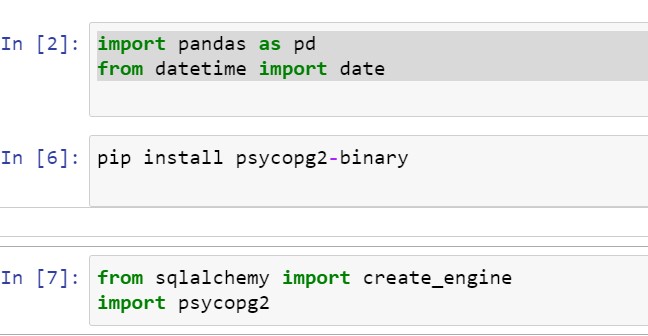 In [2]: import pandas as pd
from datetime import date
In [6]: pip install psycopg2-binary
In [7]: from sqlalchemy import create_engine
import psycopg2